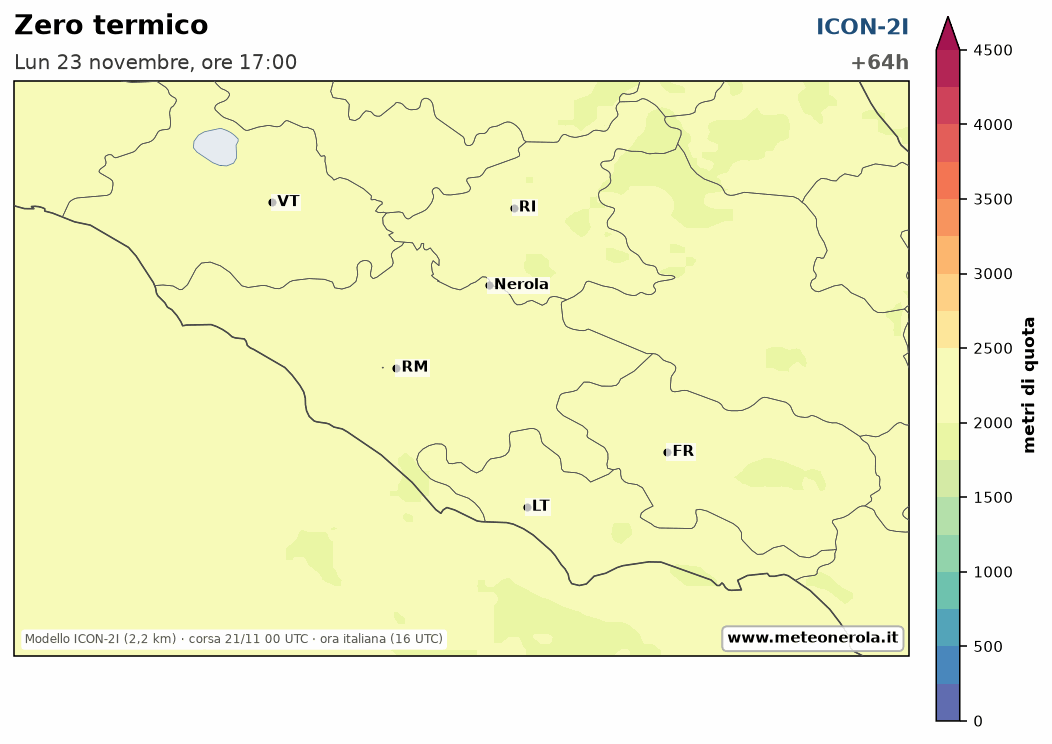 Zero termico
ICON-2I
Lun 23 novembre, ore 17:00
+64h
VT
RI
Nerola
RM
FR
LT
Modello ICON-2I (2,2 km) · corsa 21/11 00 UTC · ora italiana (16 UTC)
www.meteonerola.it
4500
4000
3500
3000
2500
2000
1500
1000
500
0
metri di quota